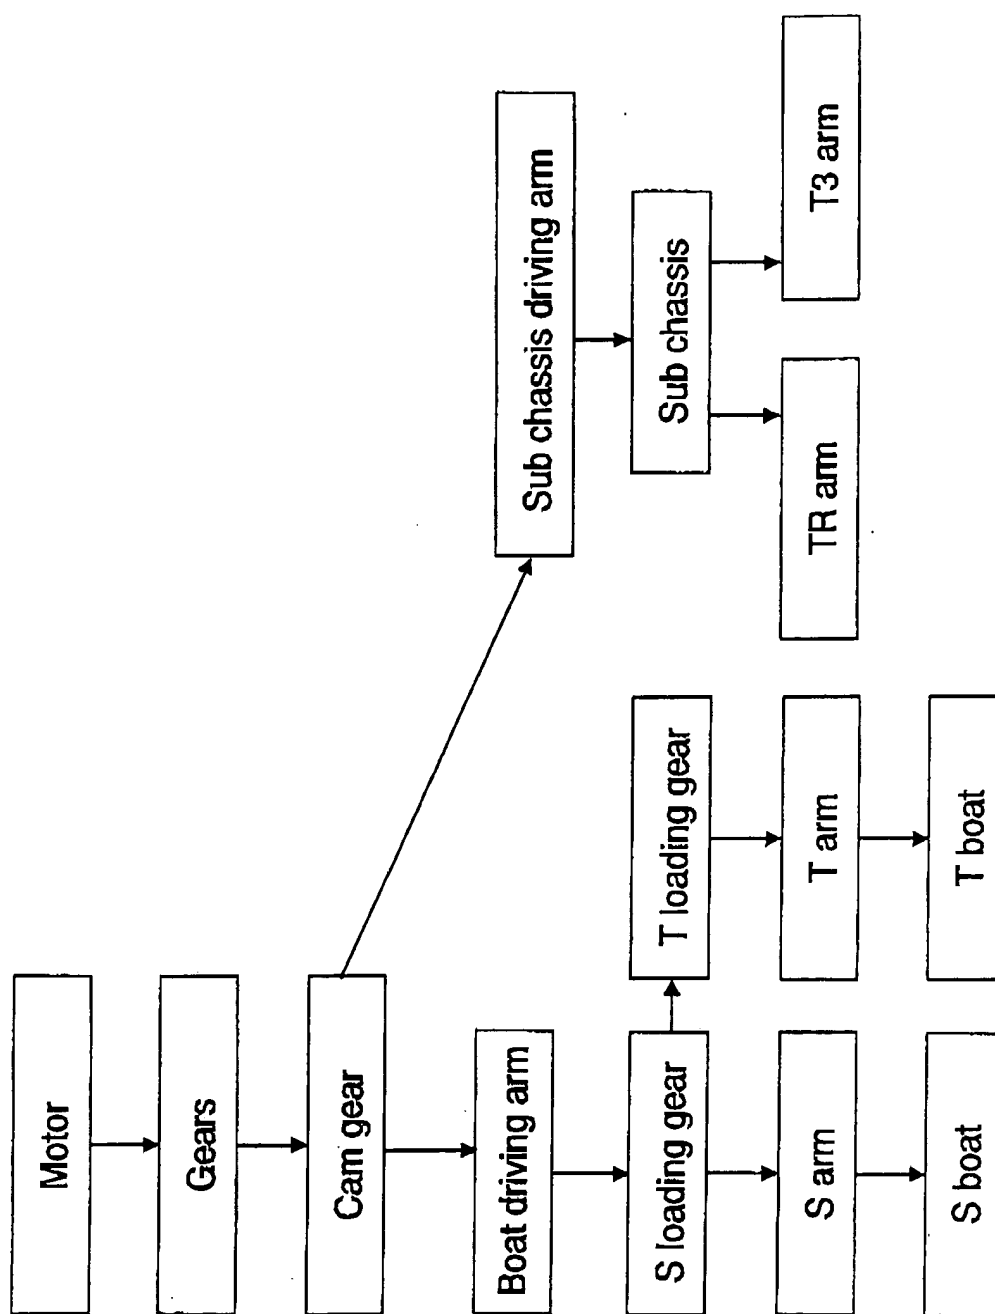 Motor
Gears
Cam gear
Boat driving arm
S loading gear
S arm
S boat
T loading gear
T arm
T boat
Sub chassis driving arm
Sub chassis
TR arm
T3 arm